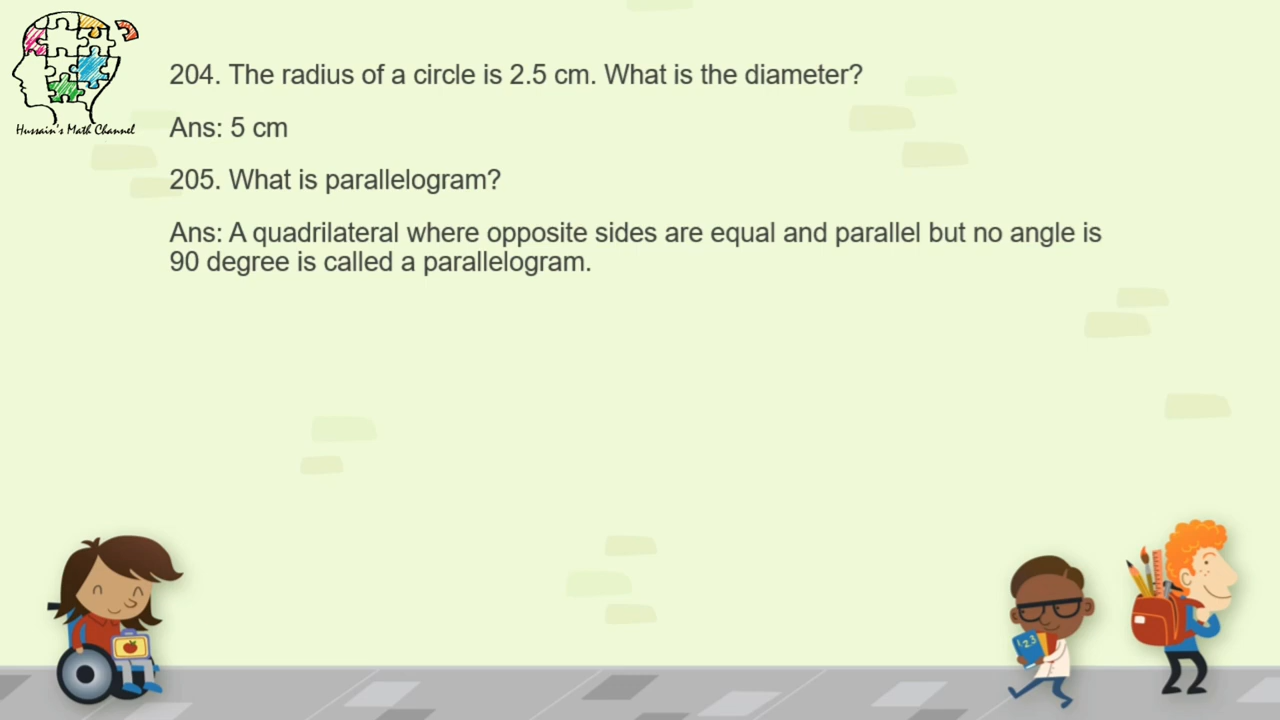 Hussain's Math Channel
204. The radius of a circle is 2.5 cm. What is the diameter?
Ans: 5 cm
205. What is parallelogram?
Ans: A quadrilateral where opposite sides are equal and parallel but no angle is
90 degree is called a parallelogram.
123